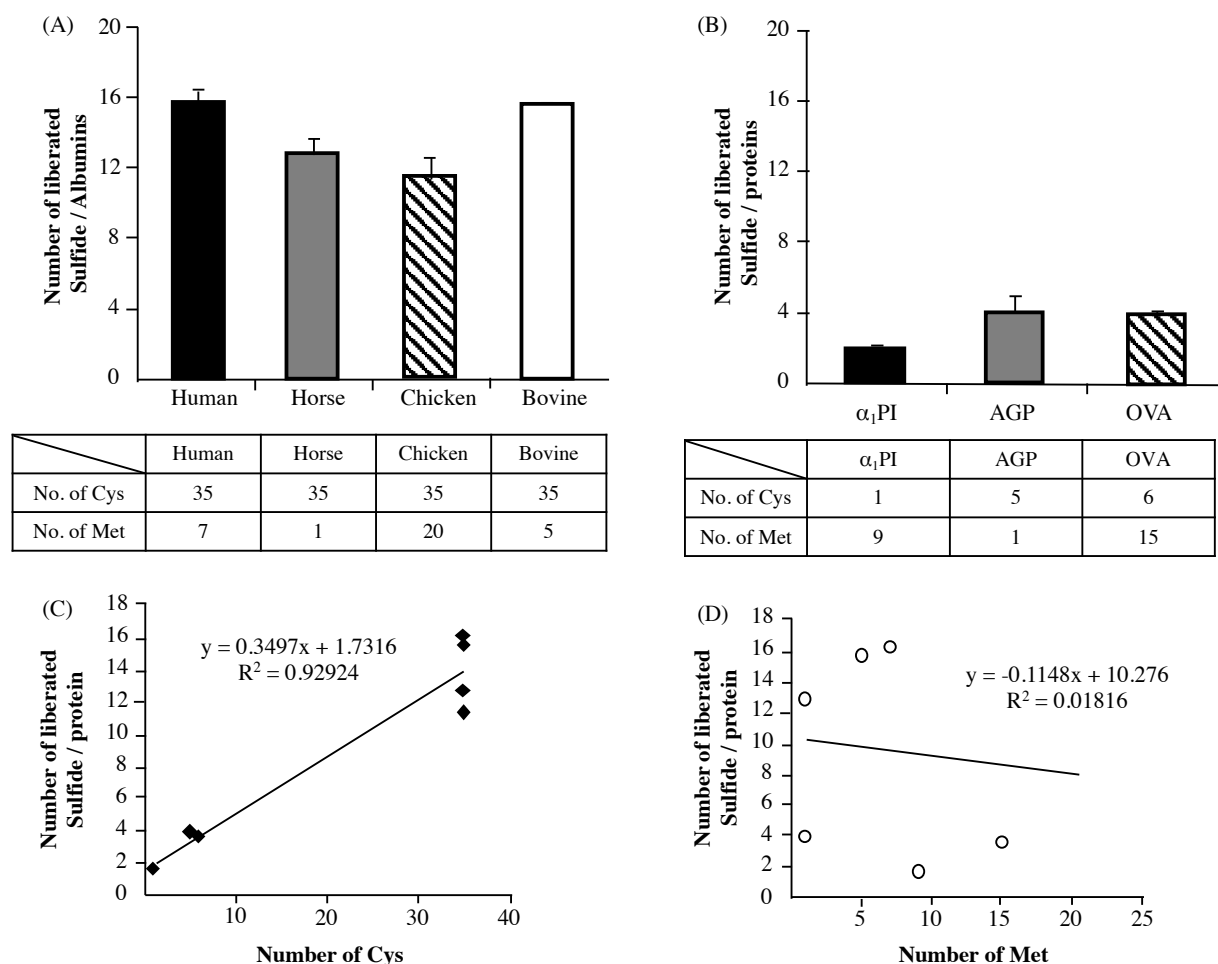 (A)
Number of liberated
Sulfide / Albumins
20
16
12
8
4
0
Human Horse Chicken Bovine
Human Horse Chicken Bovine
No. of Cys 35 35 35 35
No. of Met 7 1 20 5
(B)
Number of liberated
Sulfide / proteins
20
16
12
8
4
0
α₁PI AGP OVA
α₁PI AGP OVA
No. of Cys 1 5 6
No. of Met 9 1 15
(C)
Number of liberated
Sulfide / protein
18
16
14
12
10
8
6
4
2
0
y = 0.3497x + 1.7316
R² = 0.92924
10 20 30 40
Number of Cys
(D)
Number of liberated
Sulfide / protein
18
16
14
12
10
8
6
4
2
0
y = -0.1148x + 10.276
R² = 0.01816
5 10 15 20 25
Number of Met